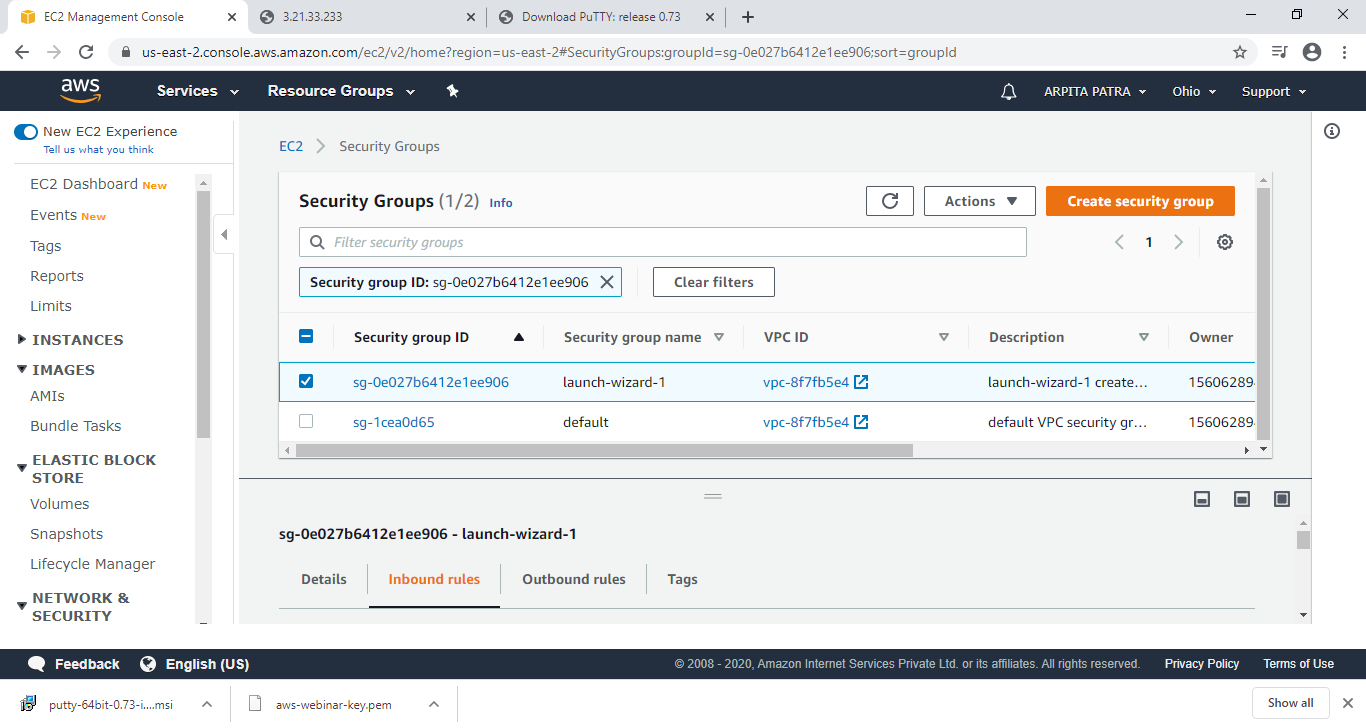 EC2 Management Console
3.21.33.233
Download PuTTY: release 0.73
us-east-2.console.aws.amazon.com/ec2/v2/home?region=us-east-2#SecurityGroups:groupId=sg-0e027b6412e1ee906;sort=groupId
aws Services Resource Groups ARPITA PATRA Ohio Support
New EC2 Experience
Tell us what you think
EC2 Dashboard New
Events New
Tags
Reports
Limits
INSTANCES
IMAGES
AMIs
Bundle Tasks
ELASTIC BLOCK
STORE
Volumes
Snapshots
Lifecycle Manager
NETWORK &
SECURITY
EC2 > Security Groups
Security Groups (1/2) Info
Actions
Create security group
Filter security groups
1
Security group ID: sg-0e027b6412e1ee906
Clear filters
Security group ID Security group name VPC ID Description Owner
sg-0e027b6412e1ee906 launch-wizard-1 vpc-8f7fb5e4 launch-wizard-1 create... 15606289
sg-1cea0d65 default vpc-8f7fb5e4 default VPC security gr... 15606289
sg-0e027b6412e1ee906 - launch-wizard-1
Details Inbound rules Outbound rules Tags
Feedback English (US) © 2008 - 2020, Amazon Internet Services Private Ltd. or its affiliates. All rights reserved. Privacy Policy Terms of Use
putty-64bit-0.73-i....msi
aws-webinar-key.pem
Show all